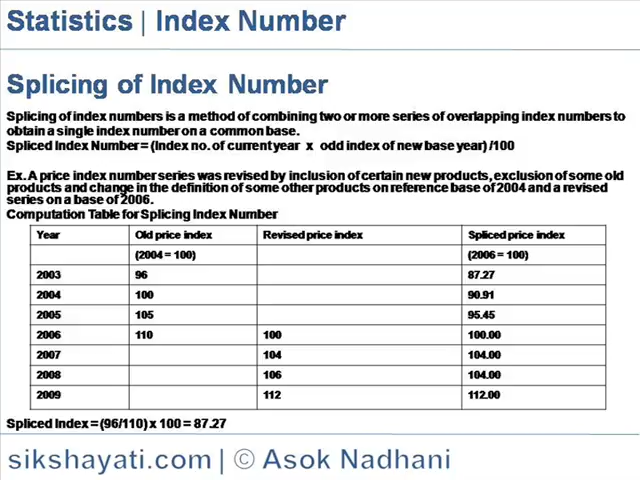 Statistics | Index Number
Splicing of Index Number
Splicing of index numbers is a method of combining two or more series of overlapping index numbers to
obtain a single index number on a common base.
Spliced Index Number = (Index no. of current year x odd index of new base year) /100
Ex. A price index number series was revised by inclusion of certain new products, exclusion of some old
products and change in the definition of some other products on reference base of 2004 and a revised
series on a base of 2006.
Computation Table for Splicing Index Number
Year Old price index Revised price index Spliced price index
(2004 = 100) (2006 = 100)
2003 96 87.27
2004 100 90.91
2005 105 95.45
2006 110 100 100.00
2007 104 104.00
2008 106 104.00
2009 112 112.00
Spliced Index = (96/110) x 100 = 87.27
sikshayati.com | © Asok Nadhani